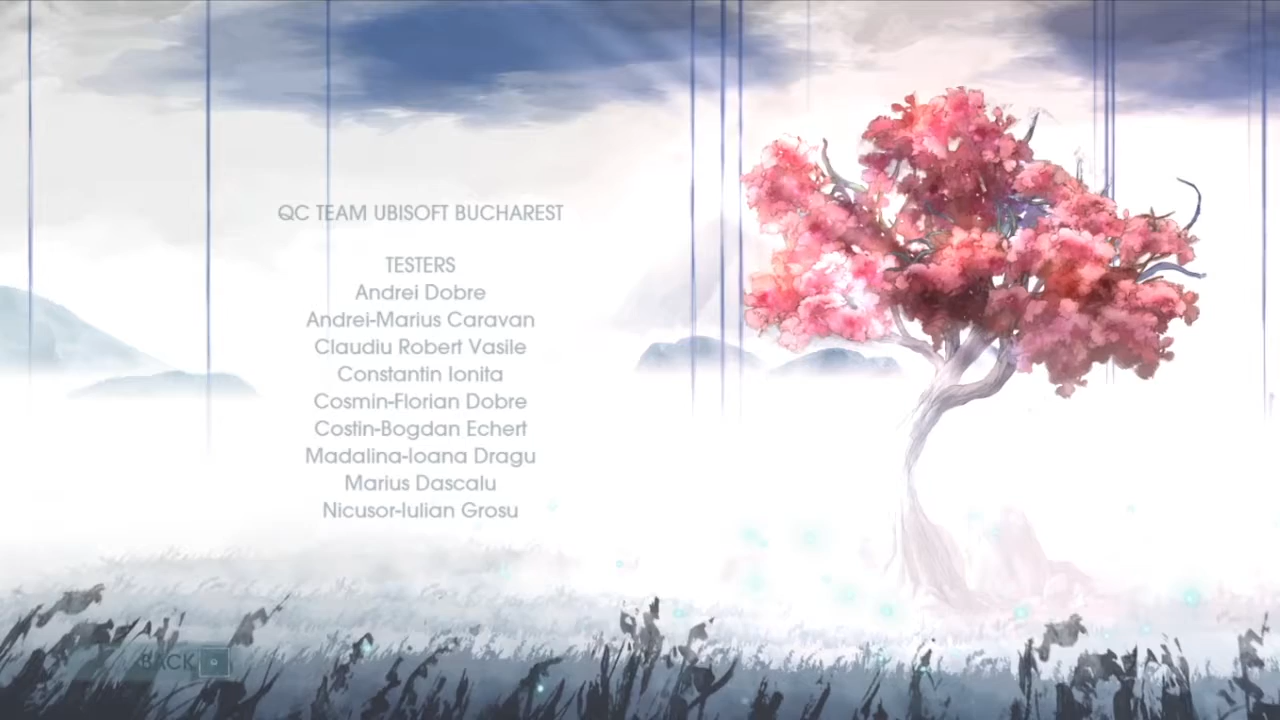 QC TEAM UBISOFT BUCHAREST
TESTERS
Andrei Dobre
Andrei-Marius Caravan
Claudiu Robert Vasile
Constantin Ionita
Cosmin-Florian Dobre
Costin-Bogdan Echert
Madalina-Ioana Dragu
Marius Dascalu
Nicusor-Iulian Grosu
BACK